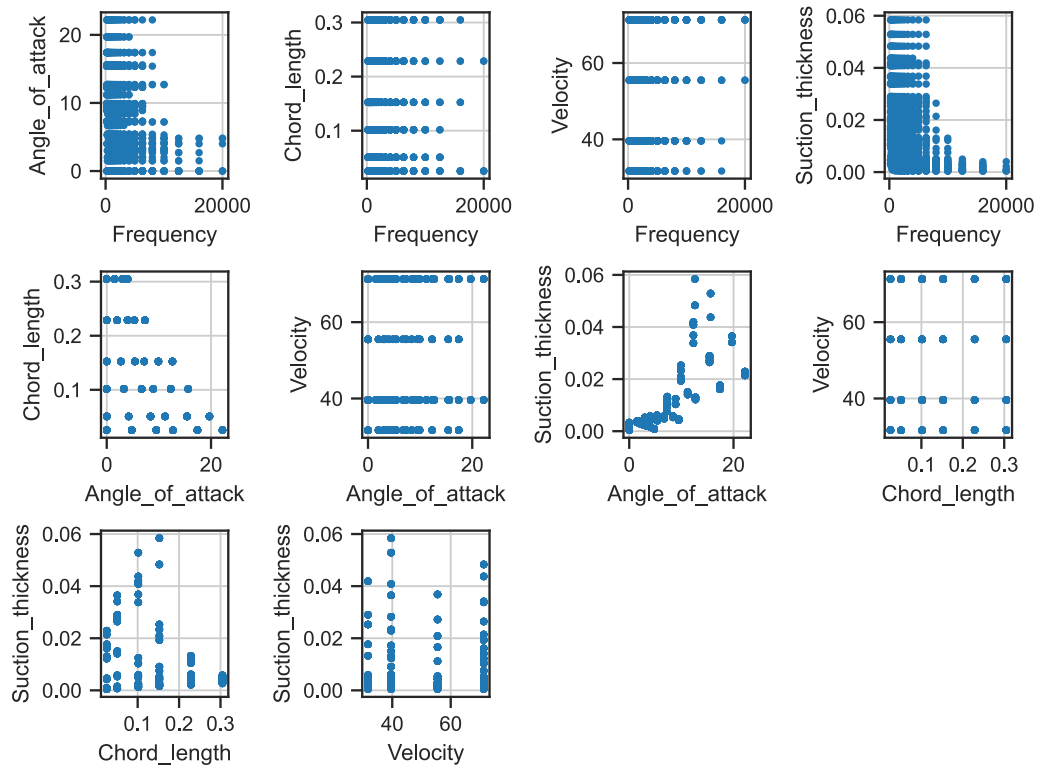 Angle_of_attack
20
10
0
0 20000
Frequency
Chord_length
0.3
0.2
0.1
0 20000
Frequency
Velocity
60
40
0 20000
Frequency
Suction_thickness
0.06
0.04
0.02
0.00
0 20000
Frequency
Chord_length
0.3
0.2
0.1
0 20
Angle_of_attack
Velocity
60
40
0 20
Angle_of_attack
Suction_thickness
0.06
0.04
0.02
0.00
0 20
Angle_of_attack
Velocity
60
40
0.1 0.2 0.3
Chord_length
Suction_thickness
0.06
0.04
0.02
0.00
0.1 0.2 0.3
Chord_length
Suction_thickness
0.06
0.04
0.02
0.00
40 60
Velocity